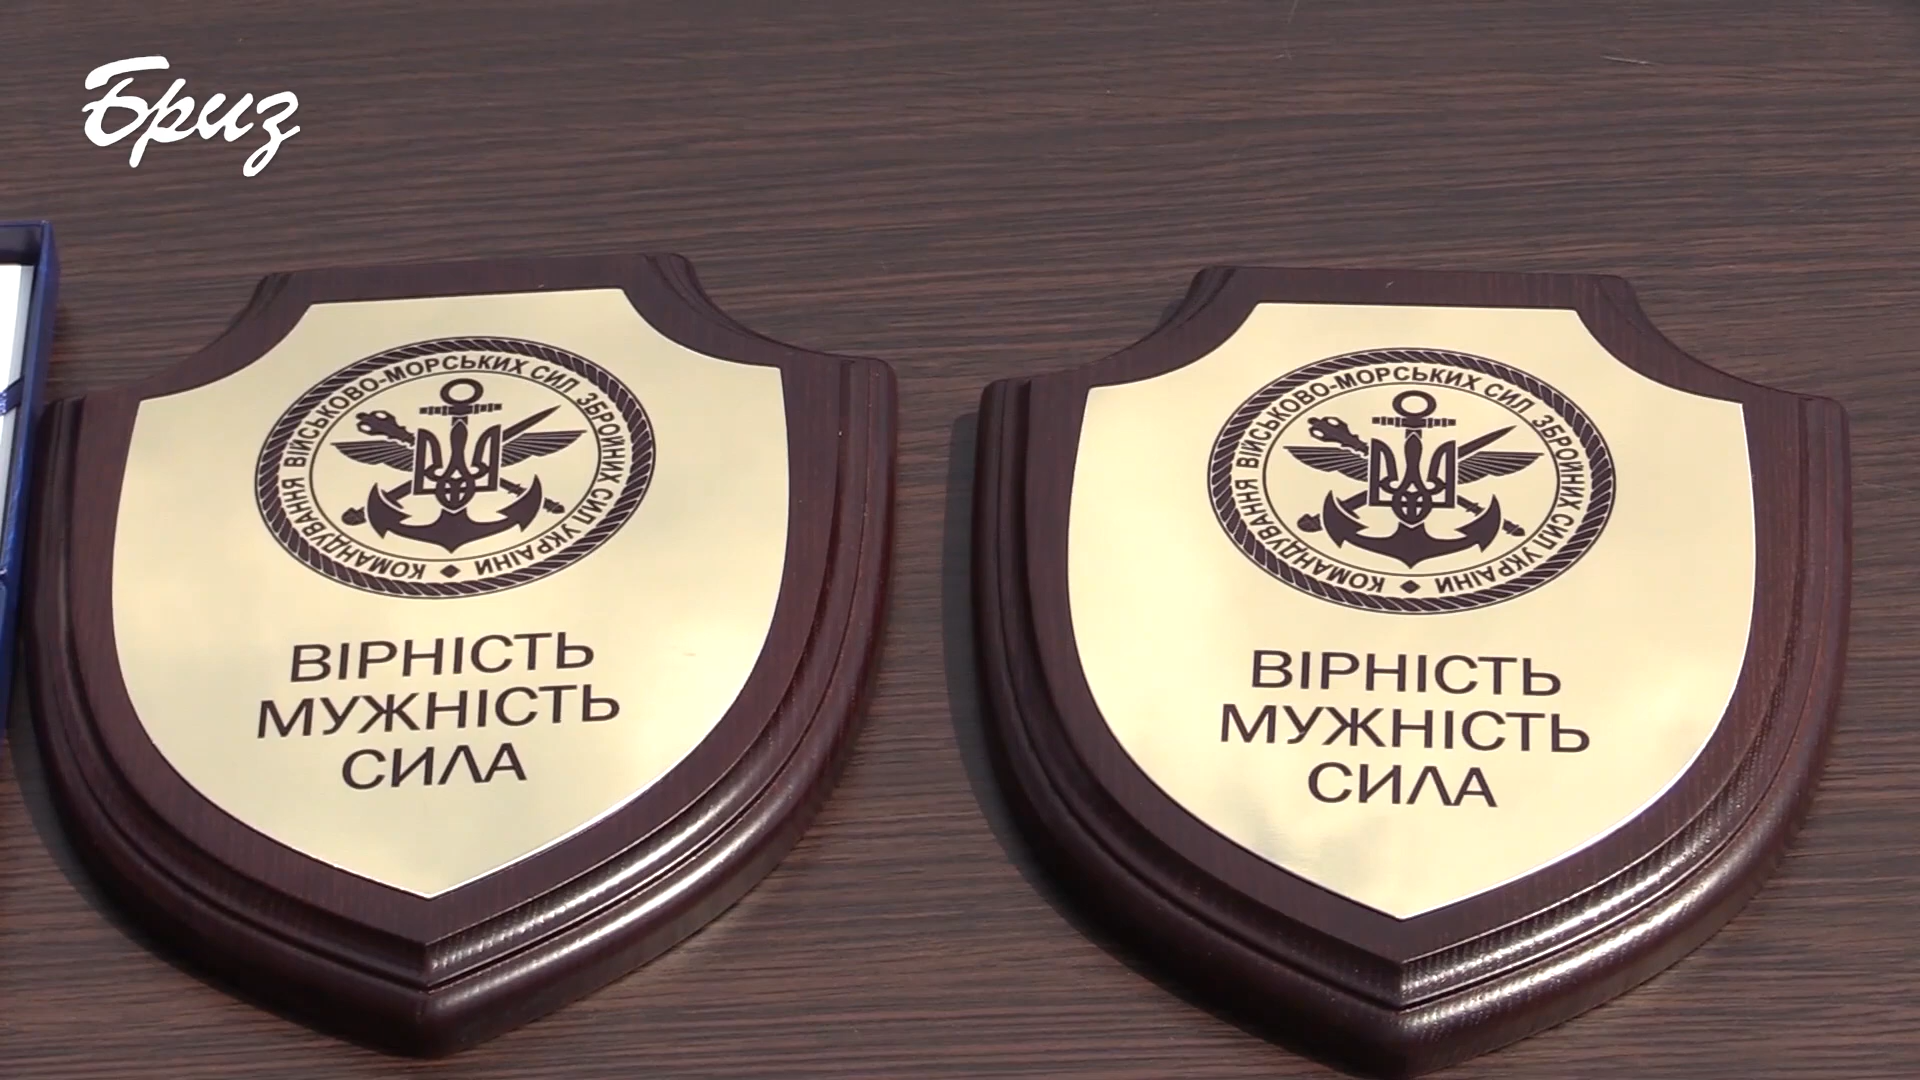 Бриз
КОМАНДУВАННЯ ВІЙСЬКОВО-МОРСЬКИХ СИЛ ЗБРОЙНИХ СИЛ УКРАЇНИ
ВІРНІСТЬ
МУЖНІСТЬ
СИЛА
КОМАНДУВАННЯ ВІЙСЬКОВО-МОРСЬКИХ СИЛ ЗБРОЙНИХ СИЛ УКРАЇНИ
ВІРНІСТЬ
МУЖНІСТЬ
СИЛА